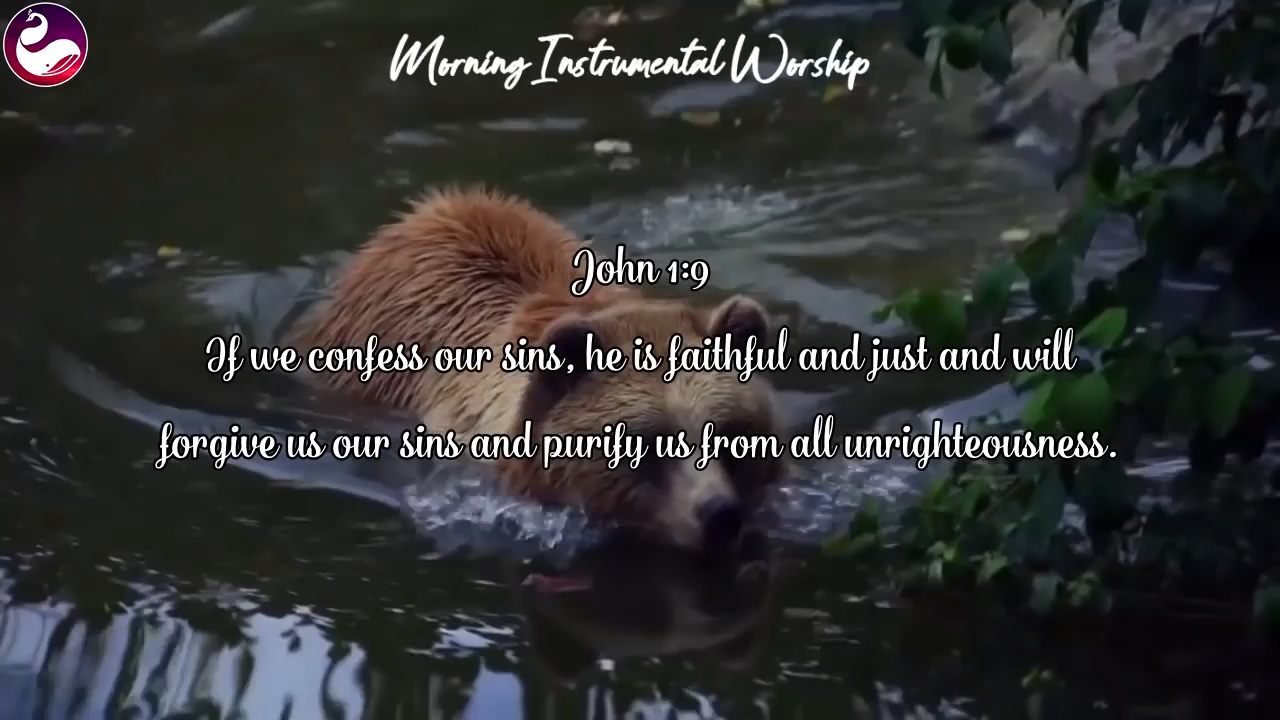 Morning Instrumental Worship
John 1:9
If we confess our sins, he is faithful and just and will
forgive us our sins and purify us from all unrighteousness.